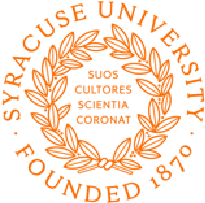 SYRACUSE UNIVERSITY
SUOS
CULTORES
SCIENTIA
CORONAT
FOUNDED 1870